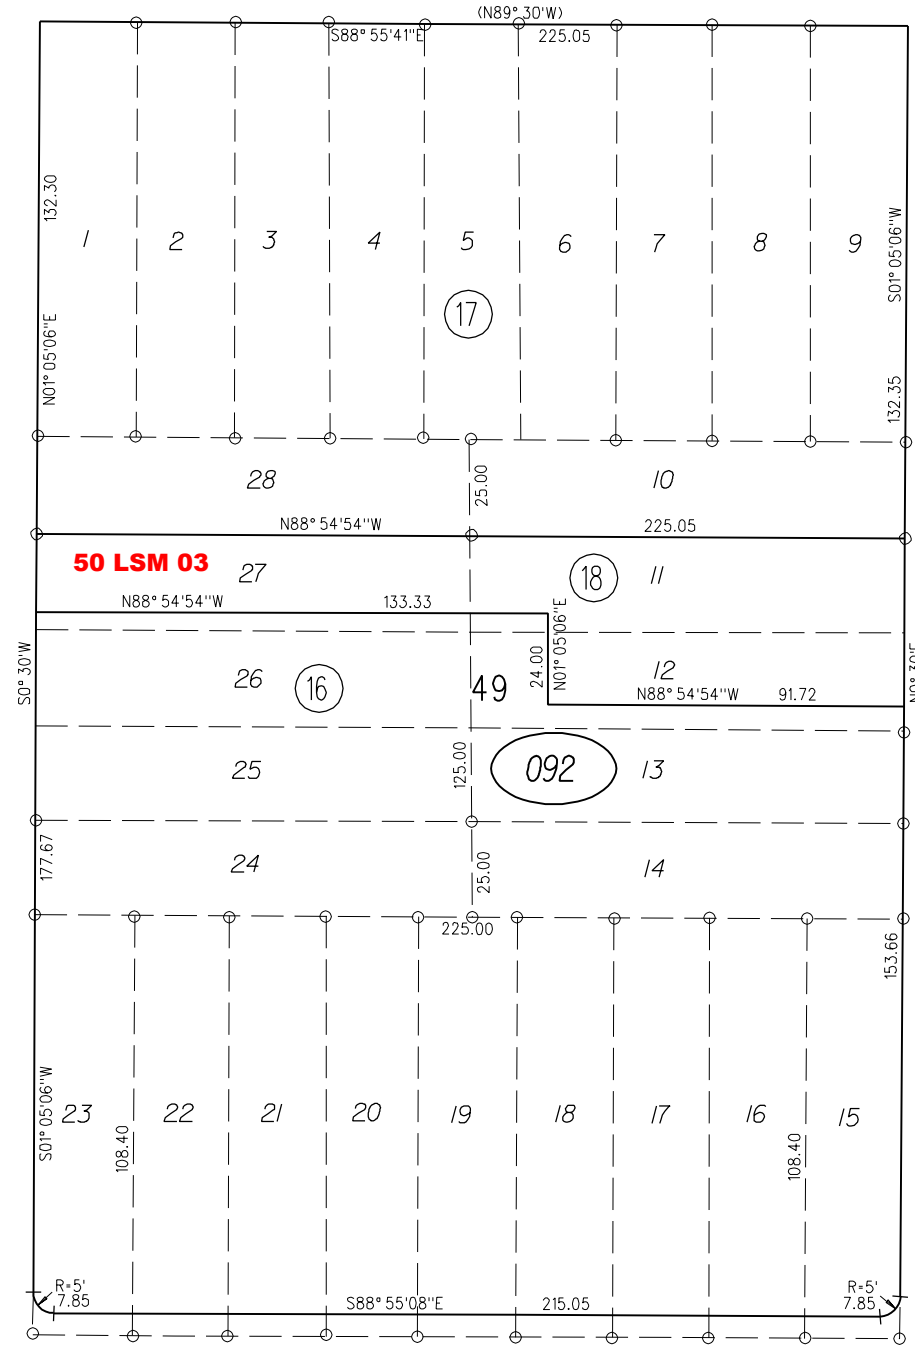 (N89° 30'W)
S88° 55'41"E 225.05
132.30
N01° 05'06"E
S01° 05'06"W
132.35
1 2 3 4 5 6 7 8 9
17
28 25.00 10
N88° 54'54"W 225.05
50 LSM 03 27 18 11
N88° 54'54"W 133.33
S0° 30'W
26 16 49 24.00 N01° 05'06"E 12
N88° 54'54"W 91.72
N0° 30'E
25 125.00 092 13
177.67
24 25.00 14
225.00
153.66
S01° 05'06"W
23 22 21 20 19 18 17 16 15
108.40 108.40
R=5'
7.85
S88° 55'08"E 215.05
R=5'
7.85